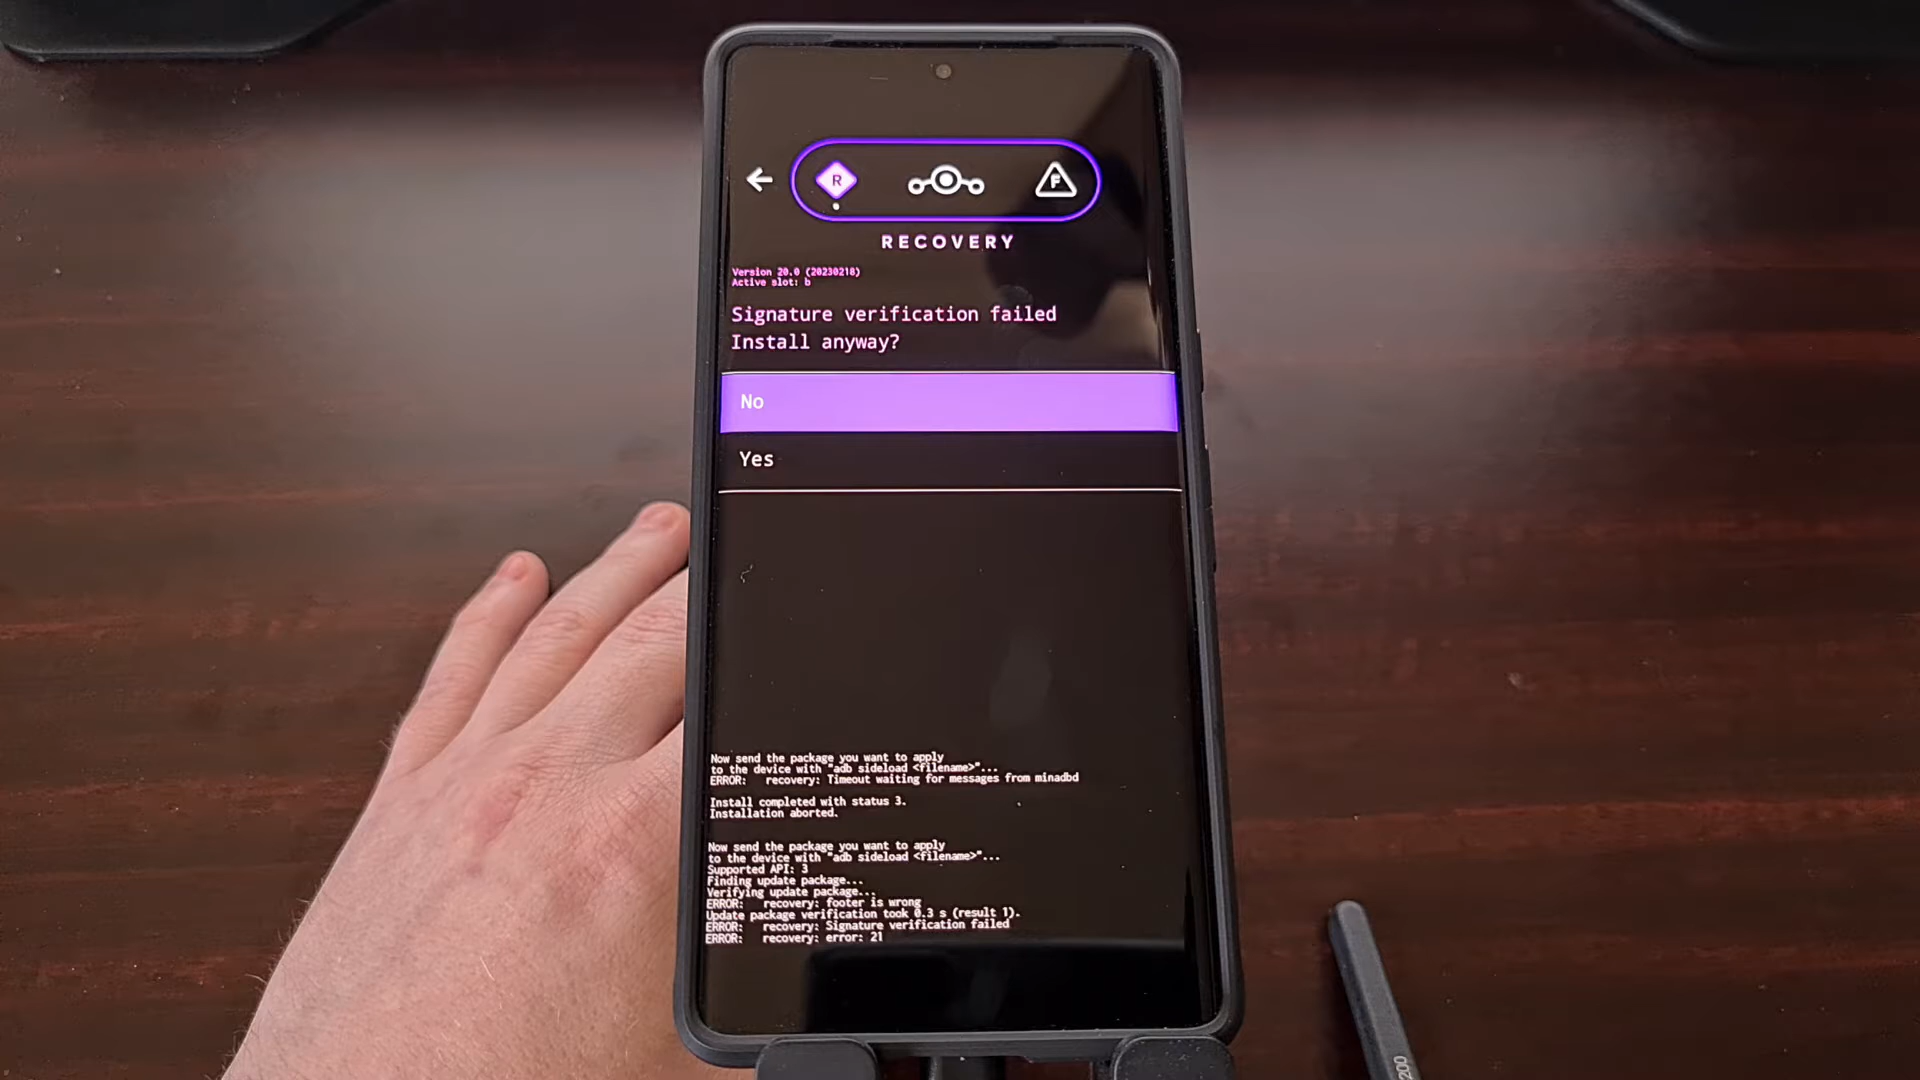 R
F
RECOVERY
Version 20.0 (20230218)
Active slot: b
Signature verification failed
Install anyway?
No
Yes
Now send the package you want to apply
to the device with "adb sideload <filename>"...
ERROR: recovery: Timeout waiting for messages from minadbd
Install completed with status 3.
Installation aborted.
Now send the package you want to apply
to the device with "adb sideload <filename>"...
Supported API: 3
Finding update package...
Verifying update package...
ERROR: recovery: footer is wrong
Update package verification took 0.3 s (result 1).
ERROR: recovery: Signature verification failed
ERROR: recovery: error: 21